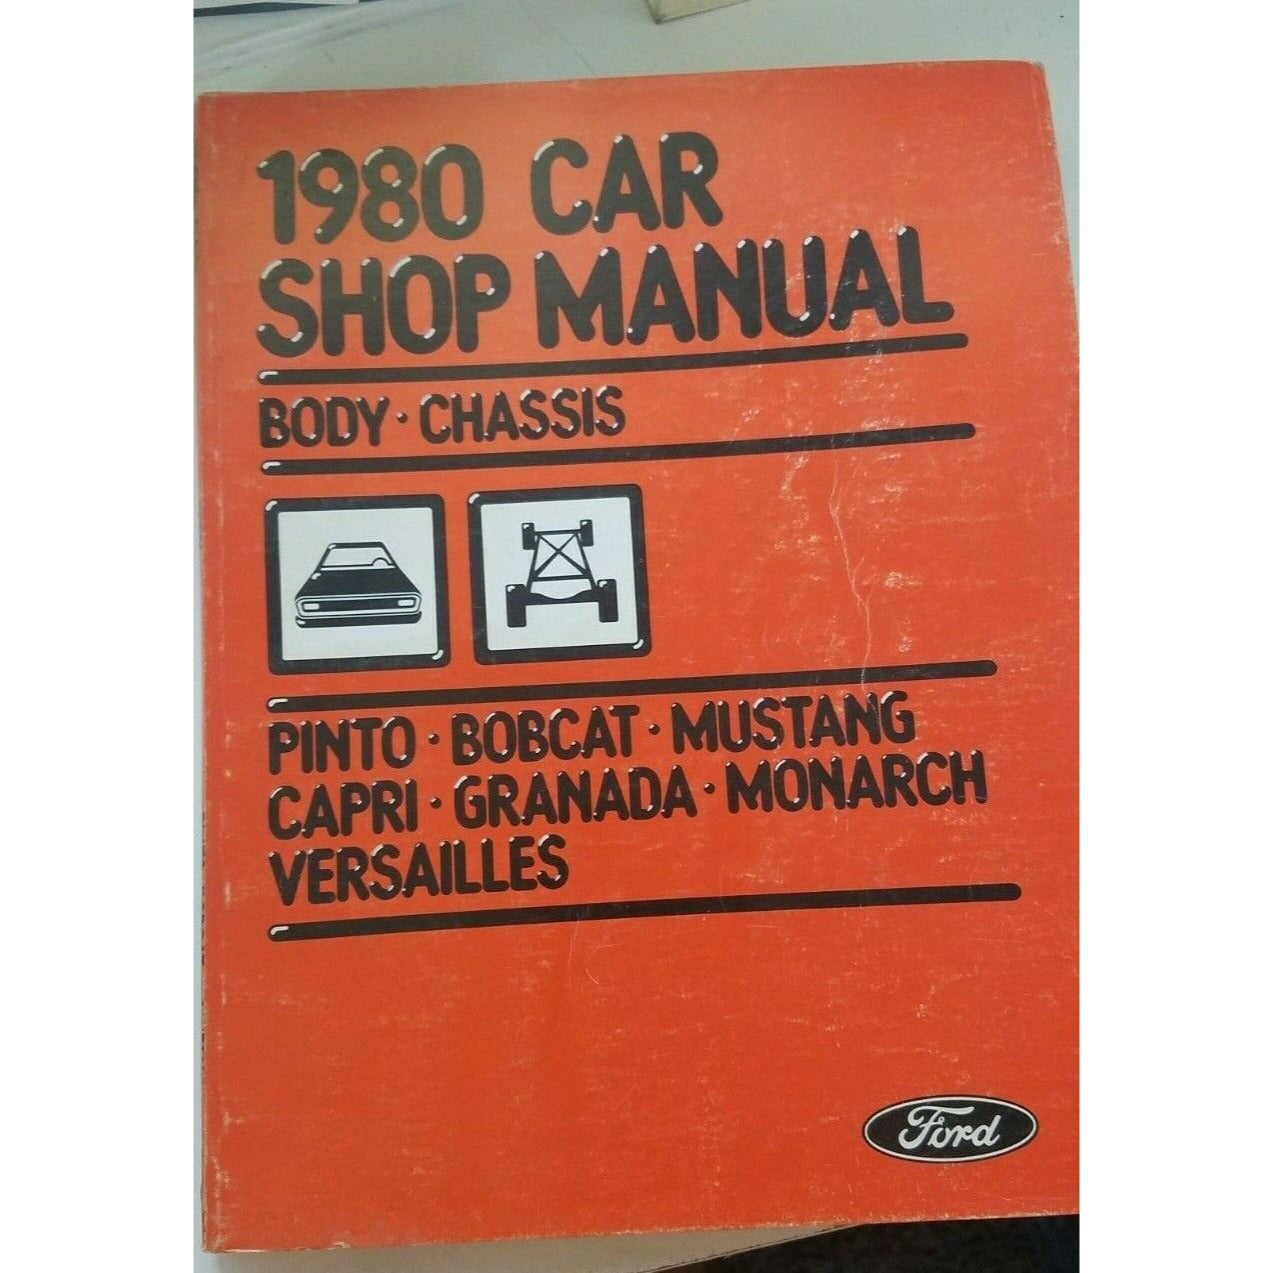 1980 CAR
SHOP MANUAL
BODY · CHASSIS
PINTO · BOBCAT · MUSTANG
CAPRI · GRANADA · MONARCH
VERSAILLES
Ford